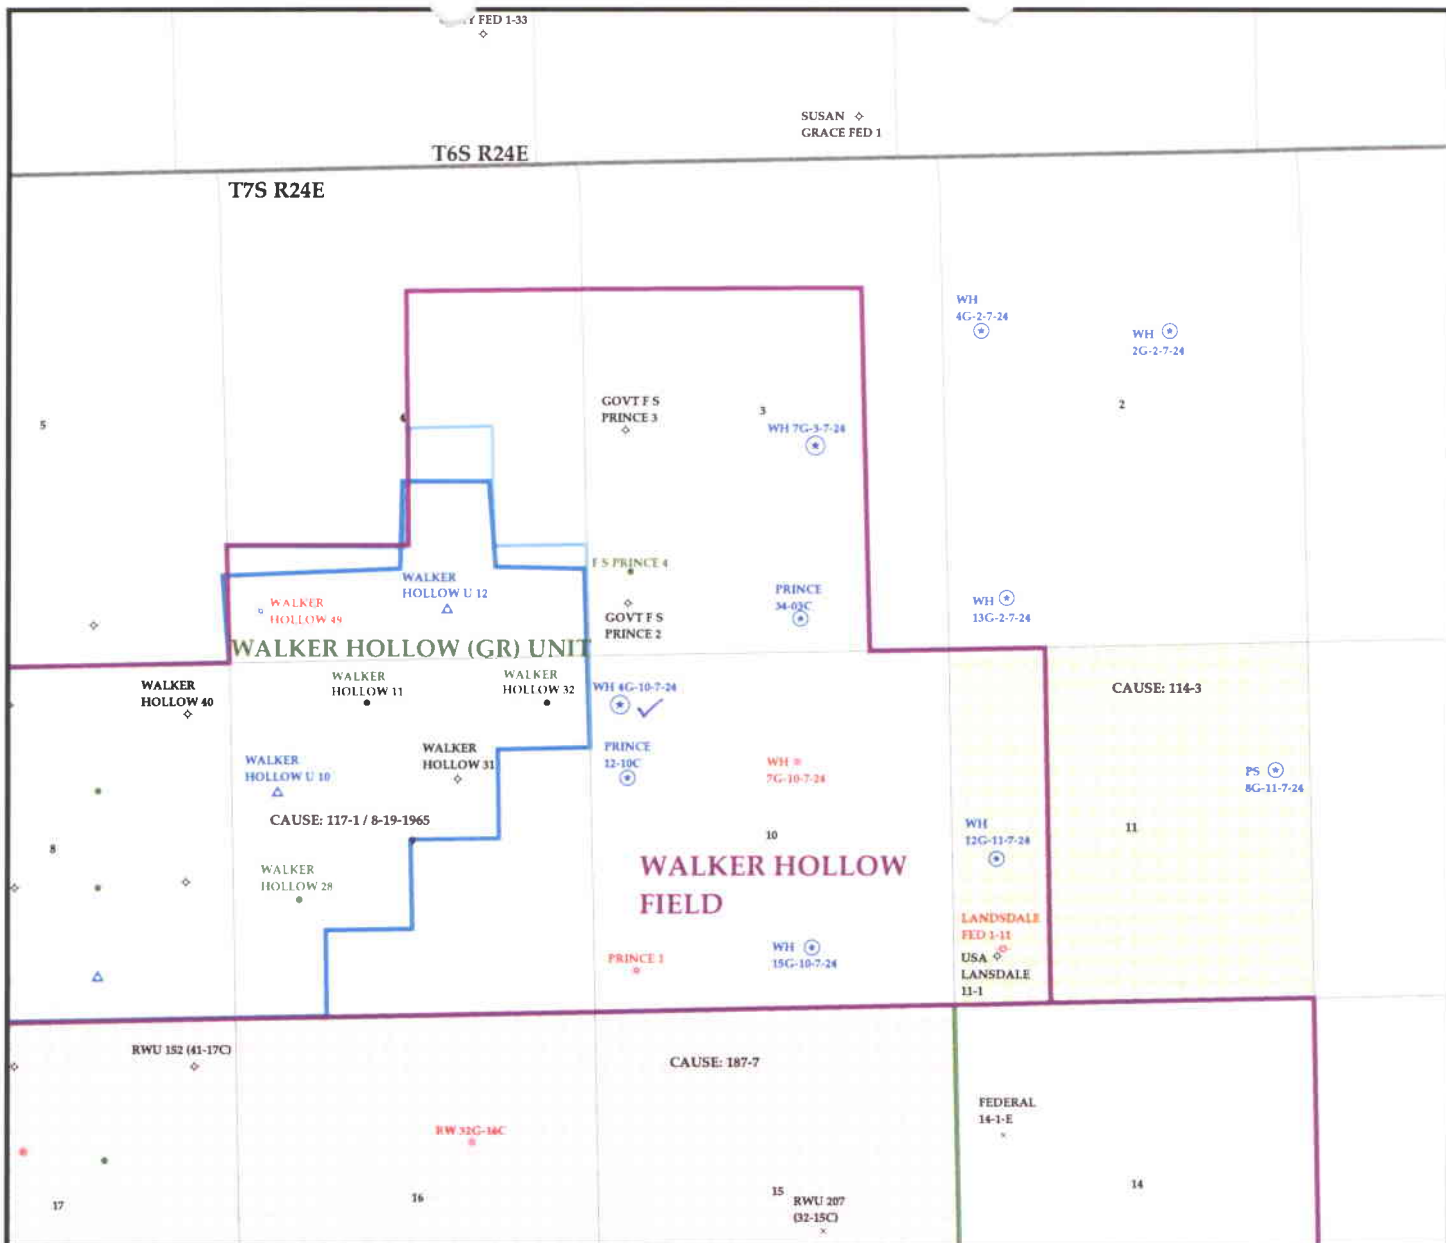 FED 1-33
SUSAN
GRACE FED 1
T6S R24E
T7S R24E
WH
4G-2-7-24
WH
2G-2-7-24
GOVT F S
PRINCE 3
3
WH 7G-3-7-24
2
5
4
F S PRINCE 4
WALKER
HOLLOW U 12
PRINCE
34-03C
WH
13G-2-7-24
WALKER
HOLLOW 49
GOVT F S
PRINCE 2
WALKER HOLLOW (GR) UNIT
WALKER
HOLLOW 40
WALKER
HOLLOW 11
WALKER
HOLLOW 32
WH 4G-10-7-24
CAUSE: 114-3
WALKER
HOLLOW U 10
WALKER
HOLLOW 31
PRINCE
12-10C
WH
7G-10-7-24
PS
8G-11-7-24
CAUSE: 117-1 / 8-19-1965
8
10
WH
12G-11-7-24
11
WALKER HOLLOW
FIELD
WALKER
HOLLOW 28
PRINCE 1
WH
15G-10-7-24
LANDSDALE
FED 1-11
USA
LANSDALE
11-1
RWU 152 (41-17C)
CAUSE: 187-7
FEDERAL
14-1-E
RW 32G-16C
17
16
15
RWU 207
(32-15C)
14